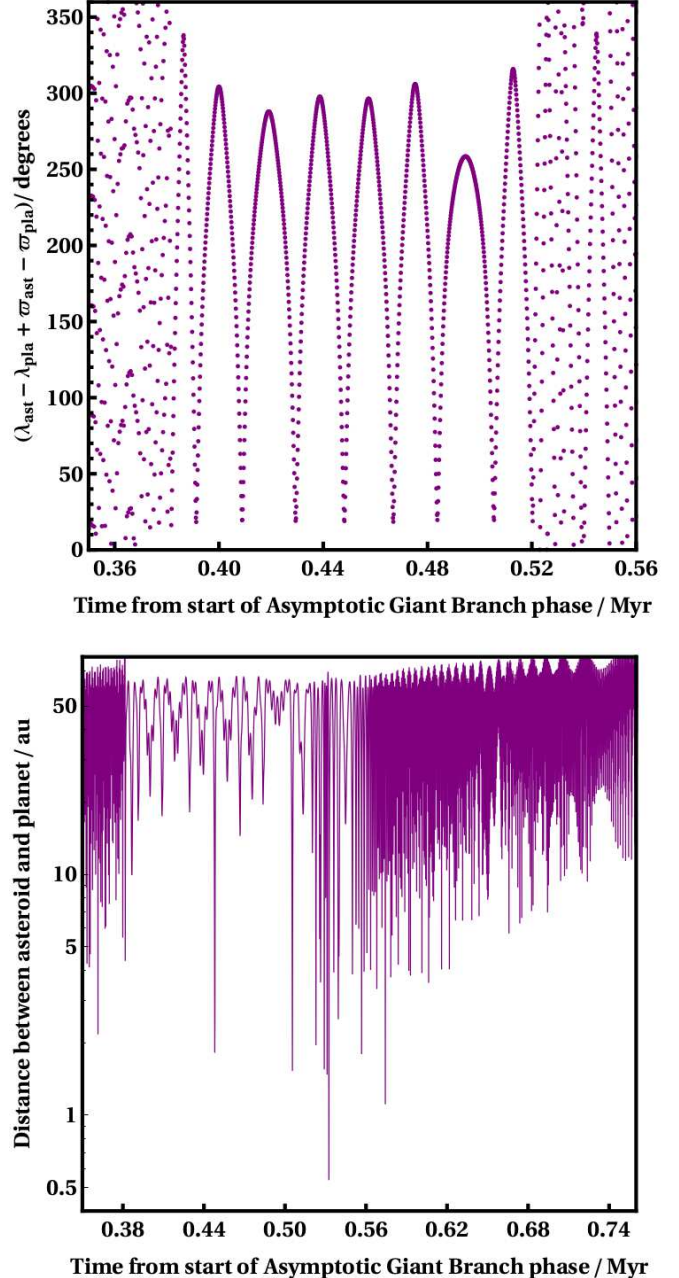 350
300
250
200
150
100
50
0
(λast − λpla + ϖast − ϖpla)/ degrees
0.36 0.40 0.44 0.48 0.52 0.56
Time from start of Asymptotic Giant Branch phase / Myr
50
10
5
1
0.5
Distance between asteroid and planet / au
0.38 0.44 0.50 0.56 0.62 0.68 0.74
Time from start of Asymptotic Giant Branch phase / Myr